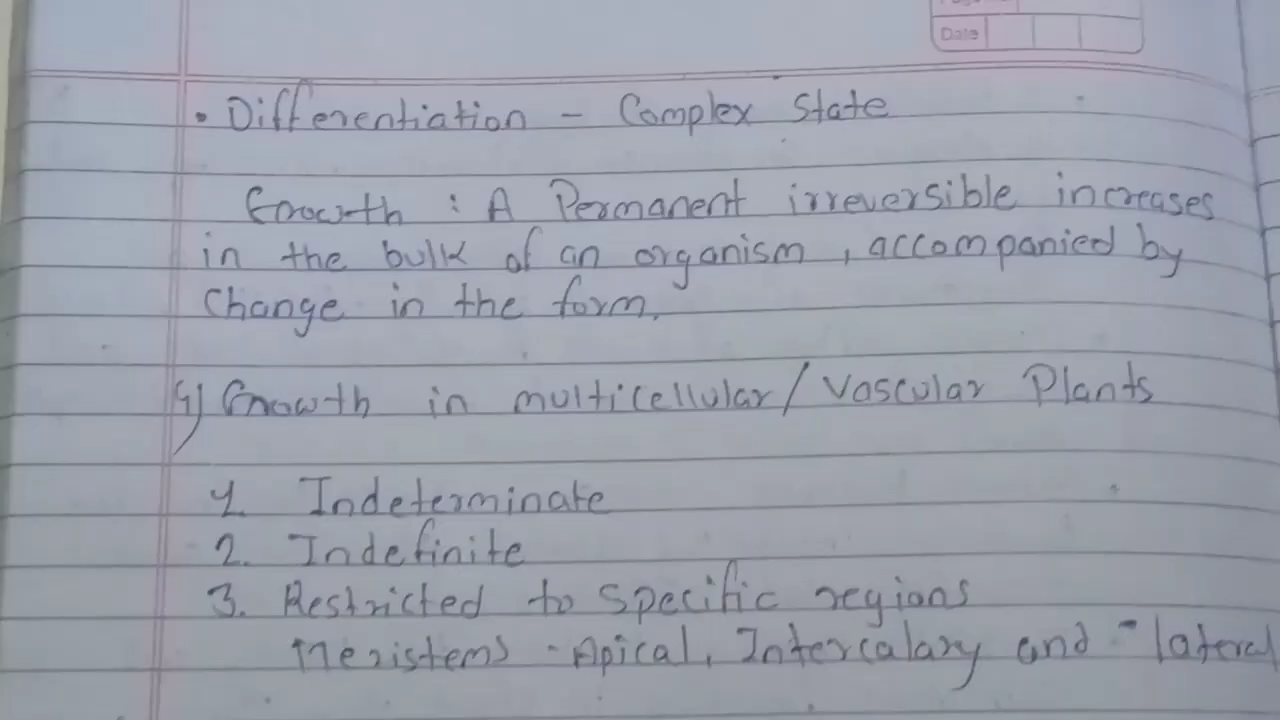 Date
• Differentiation - Complex State
Growth : A Permanent irreversible increases
in the bulk of an organism, accompanied by
Change in the form.
4) Growth in multicellular/Vascular Plants
1. Indeterminate
2. Indefinite
3. Restricted to specific regions
Meristems - Apical, Intercalary and - lateral